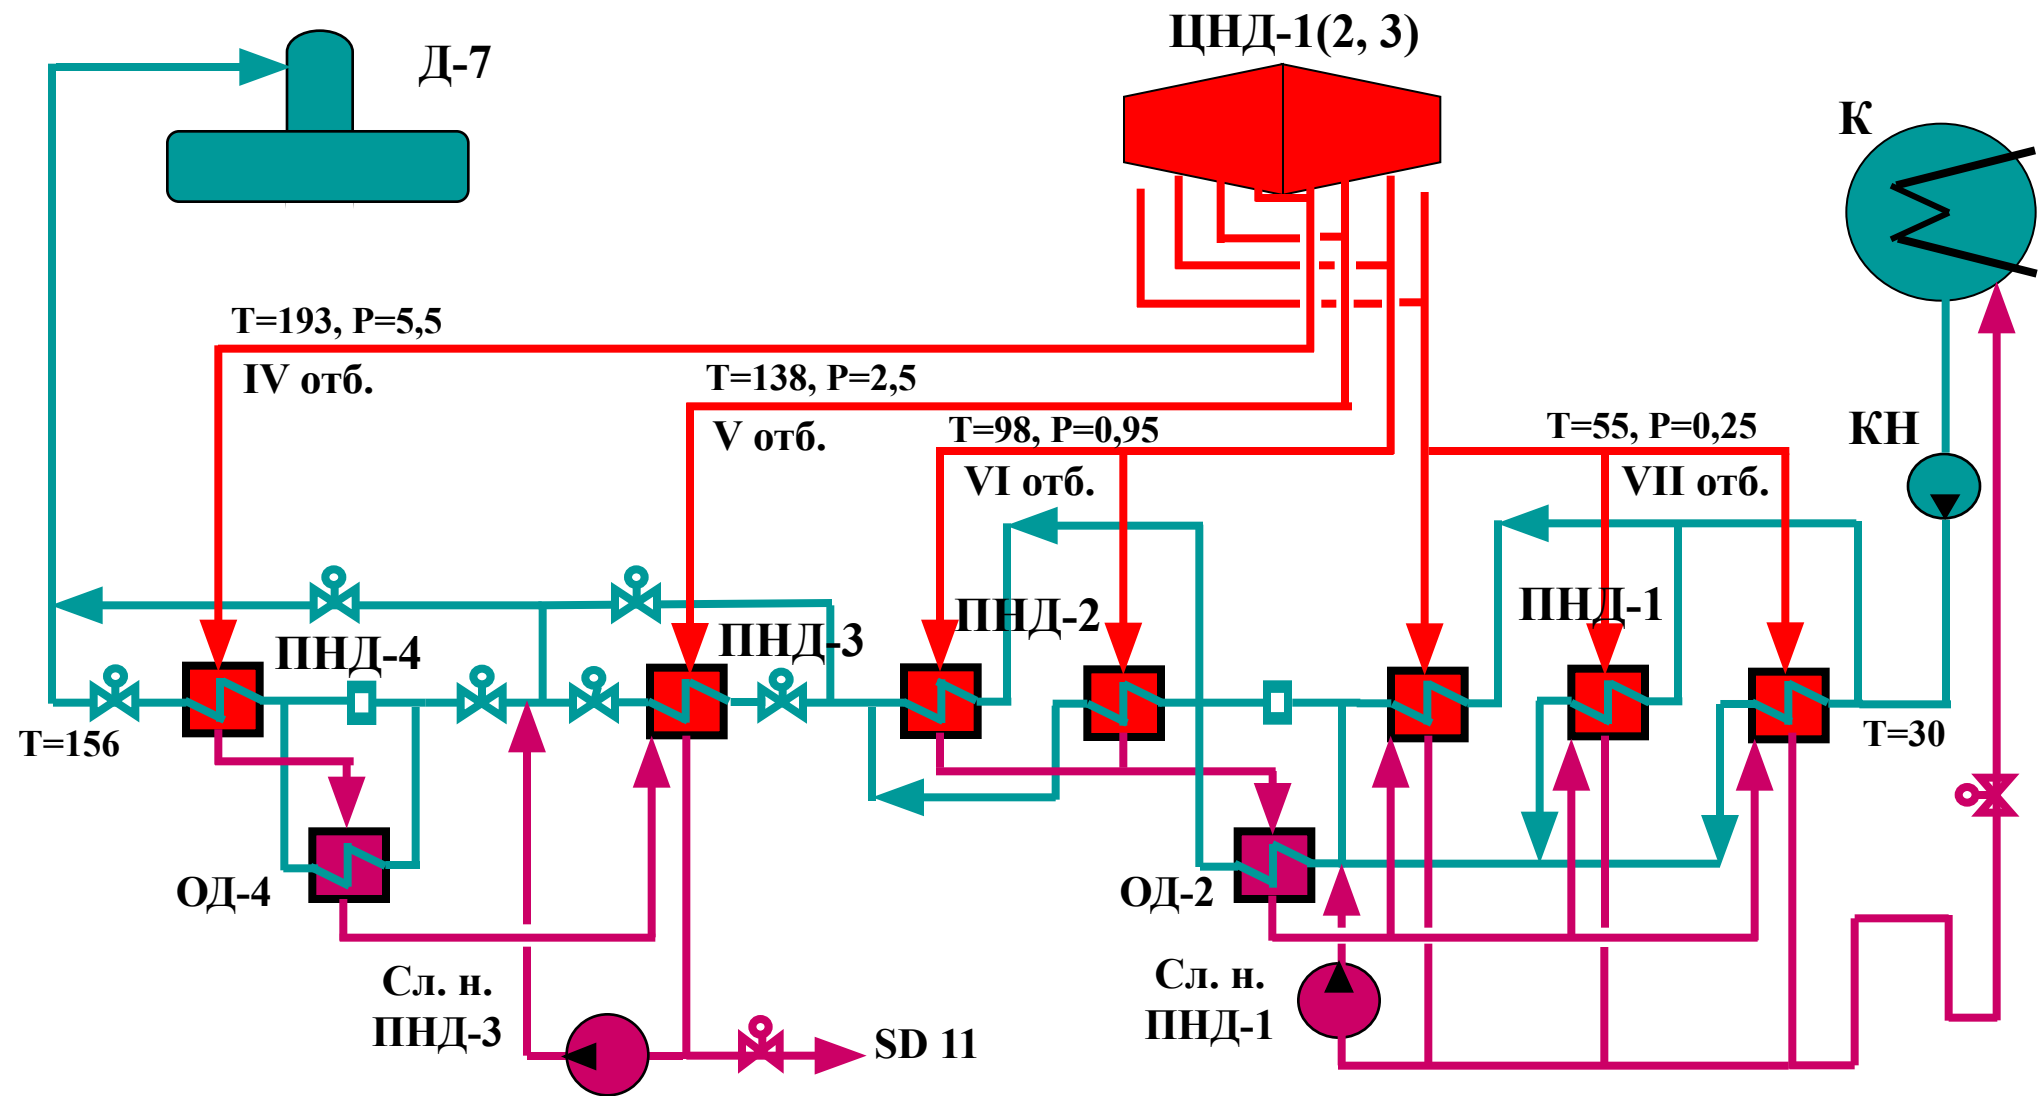 ЦНД-1(2, 3)
Д-7
К
Т=193, Р=5,5
IV отб.
Т=138, Р=2,5
V отб.
Т=98, Р=0,95
VI отб.
Т=55, Р=0,25
VII отб.
КН
ПНД-4
ПНД-3
ПНД-2
ПНД-1
Т=156
Т=30
ОД-4
ОД-2
Сл. н.
ПНД-3
SD 11
Сл. н.
ПНД-1